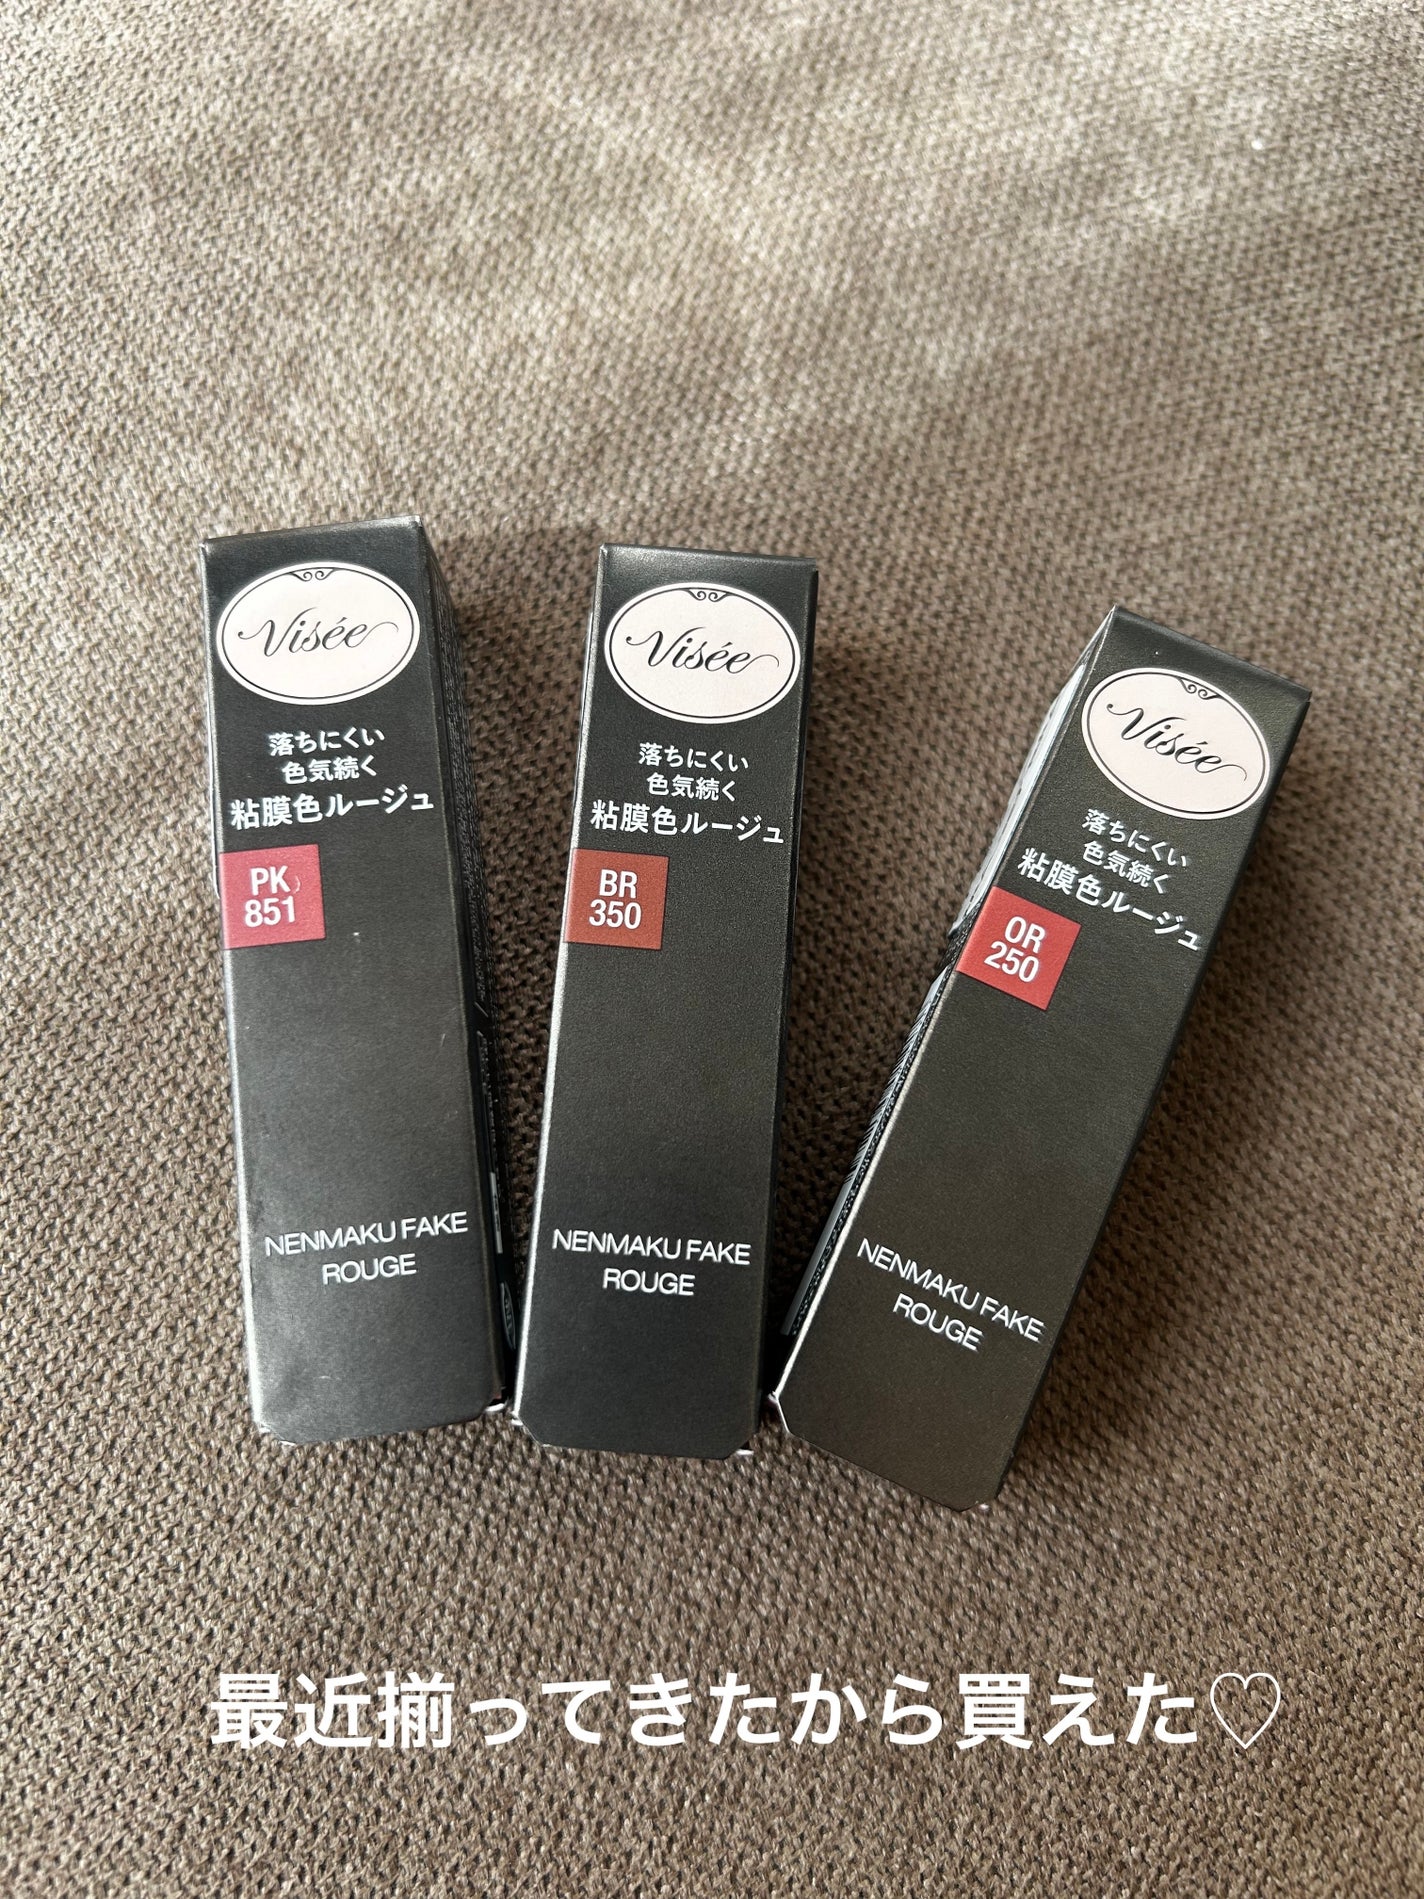 Visée
落ちにくい
色気続く
粘膜色ルージュ
PK
851
NENMAKU FAKE
ROUGE
Visée
落ちにくい
色気続く
粘膜色ルージュ
BR
350
NENMAKU FAKE
ROUGE
Visée
落ちにくい
色気続く
粘膜色ルージュ
OR
250
NENMAKU FAKE
ROUGE
最近揃ってきたから買えた♡